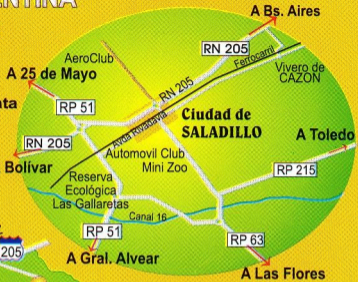 ENTINA
A Bs. Aires
RN 205
AeroClub
Ferrocarril
Vivero de
CAZON
A 25 de Mayo
RN 205
RP 51
Ciudad de
SALADILLO
Avda Rivadavia
A Toledo
RN 205
Automovil Club
Mini Zoo
Bolívar
RP 215
Reserva
Ecológica
Las Gallaretas
Canal 16
RP 51
RP 63
205
A Gral. Alvear
A Las Flores